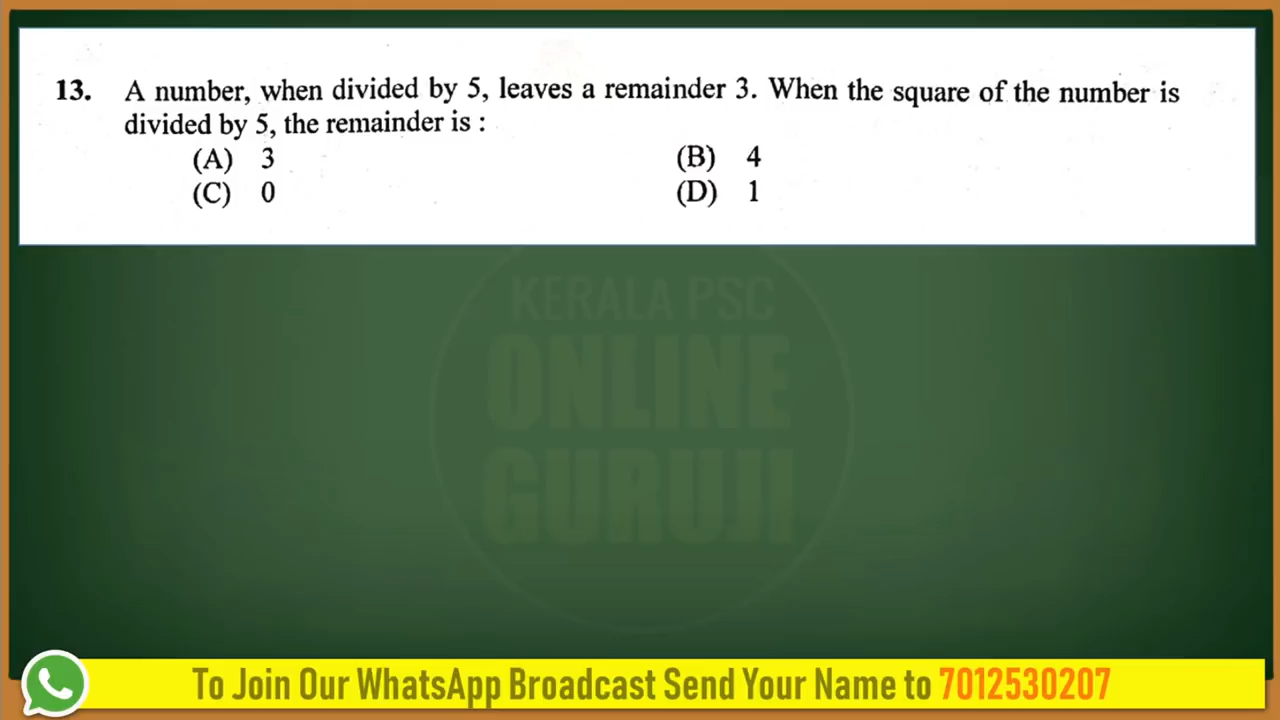 13. A number, when divided by 5, leaves a remainder 3. When the square of the number is
divided by 5, the remainder is :
(A) 3 (B) 4
(C) 0 (D) 1
KERALA PSC
ONLINE
GURUJI
To Join Our WhatsApp Broadcast Send Your Name to 7012530207